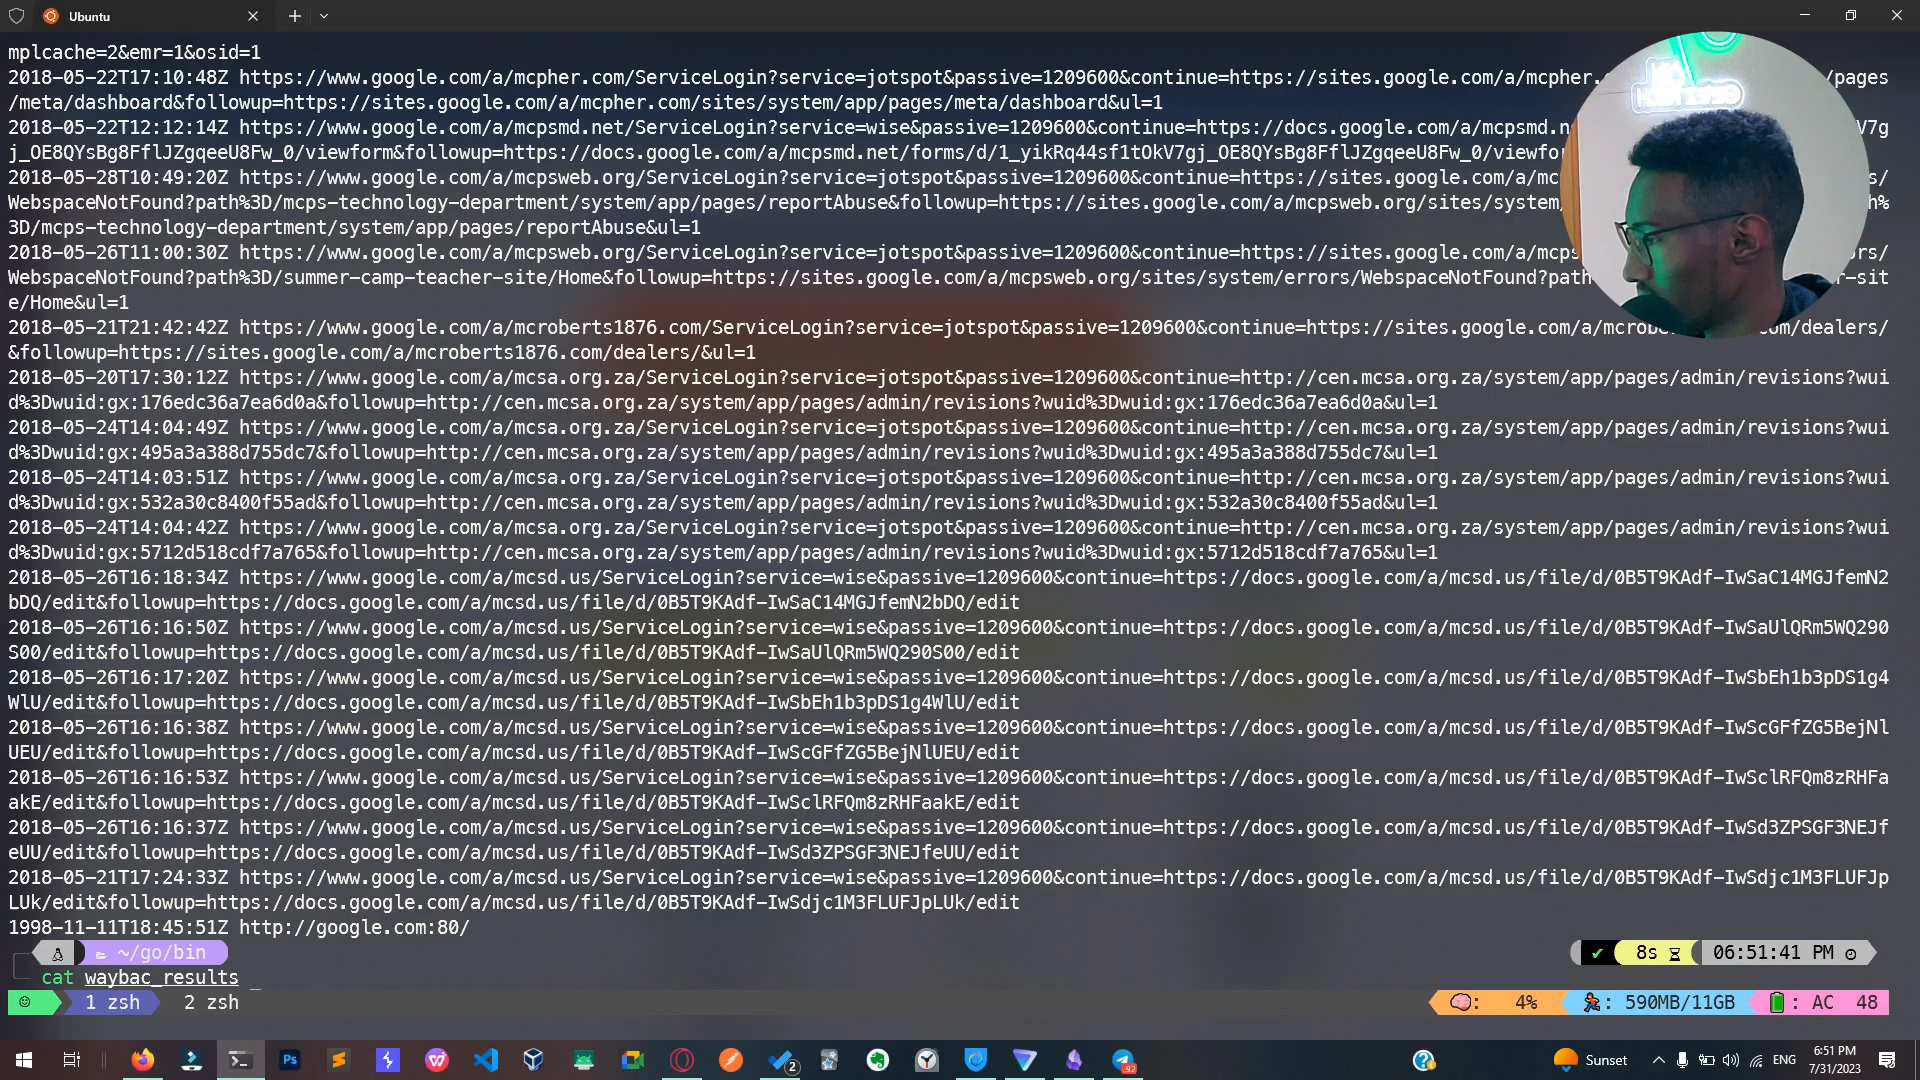 Ubuntu
mplcache=2&emr=1&osid=1
2018-05-22T17:10:48Z https://www.google.com/a/mcpher.com/ServiceLogin?service=jotspot&passive=1209600&continue=https://sites.google.com/a/mcpher. /pages
/meta/dashboard&followup=https://sites.google.com/a/mcpher.com/sites/system/app/pages/meta/dashboard&ul=1
2018-05-22T12:12:14Z https://www.google.com/a/mcpsmd.net/ServiceLogin?service=wise&passive=1209600&continue=https://docs.google.com/a/mcpsmd.n V7g
j_OE8QYsBg8FflJZgqeeU8Fw_0/viewform&followup=https://docs.google.com/a/mcpsmd.net/forms/d/1_yikRq44sf1tOkV7gj_OE8QYsBg8FflJZgqeeU8Fw_0/viewfor
2018-05-28T10:49:20Z https://www.google.com/a/mcpsweb.org/ServiceLogin?service=jotspot&passive=1209600&continue=https://sites.google.com/a/mc s/
WebspaceNotFound?path%3D/mcps-technology-department/system/app/pages/reportAbuse&followup=https://sites.google.com/a/mcpsweb.org/sites/system/ h%
3D/mcps-technology-department/system/app/pages/reportAbuse&ul=1
2018-05-26T11:00:30Z https://www.google.com/a/mcpsweb.org/ServiceLogin?service=jotspot&passive=1209600&continue=https://sites.google.com/a/mcps rs/
WebspaceNotFound?path%3D/summer-camp-teacher-site/Home&followup=https://sites.google.com/a/mcpsweb.org/sites/system/errors/WebspaceNotFound?path r-sit
e/Home&ul=1
2018-05-21T21:42:42Z https://www.google.com/a/mcroberts1876.com/ServiceLogin?service=jotspot&passive=1209600&continue=https://sites.google.com/a/mcrob om/dealers/
&followup=https://sites.google.com/a/mcroberts1876.com/dealers/&ul=1
2018-05-20T17:30:12Z https://www.google.com/a/mcsa.org.za/ServiceLogin?service=jotspot&passive=1209600&continue=http://cen.mcsa.org.za/system/app/pages/admin/revisions?wui
d%3Dwuid:gx:176edc36a7ea6d0a&followup=http://cen.mcsa.org.za/system/app/pages/admin/revisions?wuid%3Dwuid:gx:176edc36a7ea6d0a&ul=1
2018-05-24T14:04:49Z https://www.google.com/a/mcsa.org.za/ServiceLogin?service=jotspot&passive=1209600&continue=http://cen.mcsa.org.za/system/app/pages/admin/revisions?wui
d%3Dwuid:gx:495a3a388d755dc7&followup=http://cen.mcsa.org.za/system/app/pages/admin/revisions?wuid%3Dwuid:gx:495a3a388d755dc7&ul=1
2018-05-24T14:03:51Z https://www.google.com/a/mcsa.org.za/ServiceLogin?service=jotspot&passive=1209600&continue=http://cen.mcsa.org.za/system/app/pages/admin/revisions?wui
d%3Dwuid:gx:532a30c8400f55ad&followup=http://cen.mcsa.org.za/system/app/pages/admin/revisions?wuid%3Dwuid:gx:532a30c8400f55ad&ul=1
2018-05-24T14:04:42Z https://www.google.com/a/mcsa.org.za/ServiceLogin?service=jotspot&passive=1209600&continue=http://cen.mcsa.org.za/system/app/pages/admin/revisions?wui
d%3Dwuid:gx:5712d518cdf7a765&followup=http://cen.mcsa.org.za/system/app/pages/admin/revisions?wuid%3Dwuid:gx:5712d518cdf7a765&ul=1
2018-05-26T16:18:34Z https://www.google.com/a/mcsd.us/ServiceLogin?service=wise&passive=1209600&continue=https://docs.google.com/a/mcsd.us/file/d/0B5T9KAdf-IwSaC14MGJfemN2
bDQ/edit&followup=https://docs.google.com/a/mcsd.us/file/d/0B5T9KAdf-IwSaC14MGJfemN2bDQ/edit
2018-05-26T16:16:50Z https://www.google.com/a/mcsd.us/ServiceLogin?service=wise&passive=1209600&continue=https://docs.google.com/a/mcsd.us/file/d/0B5T9KAdf-IwSaUlQRm5WQ290
S00/edit&followup=https://docs.google.com/a/mcsd.us/file/d/0B5T9KAdf-IwSaUlQRm5WQ290S00/edit
2018-05-26T16:17:20Z https://www.google.com/a/mcsd.us/ServiceLogin?service=wise&passive=1209600&continue=https://docs.google.com/a/mcsd.us/file/d/0B5T9KAdf-IwSbEh1b3pDS1g4
WlU/edit&followup=https://docs.google.com/a/mcsd.us/file/d/0B5T9KAdf-IwSbEh1b3pDS1g4WlU/edit
2018-05-26T16:16:38Z https://www.google.com/a/mcsd.us/ServiceLogin?service=wise&passive=1209600&continue=https://docs.google.com/a/mcsd.us/file/d/0B5T9KAdf-IwScGFfZG5BejNl
UEU/edit&followup=https://docs.google.com/a/mcsd.us/file/d/0B5T9KAdf-IwScGFfZG5BejNlUEU/edit
2018-05-26T16:16:53Z https://www.google.com/a/mcsd.us/ServiceLogin?service=wise&passive=1209600&continue=https://docs.google.com/a/mcsd.us/file/d/0B5T9KAdf-IwSclRFQm8zRHFa
akE/edit&followup=https://docs.google.com/a/mcsd.us/file/d/0B5T9KAdf-IwSclRFQm8zRHFaakE/edit
2018-05-26T16:16:37Z https://www.google.com/a/mcsd.us/ServiceLogin?service=wise&passive=1209600&continue=https://docs.google.com/a/mcsd.us/file/d/0B5T9KAdf-IwSd3ZPSGF3NEJf
eUU/edit&followup=https://docs.google.com/a/mcsd.us/file/d/0B5T9KAdf-IwSd3ZPSGF3NEJfeUU/edit
2018-05-21T17:24:33Z https://www.google.com/a/mcsd.us/ServiceLogin?service=wise&passive=1209600&continue=https://docs.google.com/a/mcsd.us/file/d/0B5T9KAdf-IwSdjc1M3FLUFJp
LUk/edit&followup=https://docs.google.com/a/mcsd.us/file/d/0B5T9KAdf-IwSdjc1M3FLUFJpLUk/edit
1998-11-11T18:45:51Z http://google.com:80/
~/go/bin 8s 06:51:41 PM
cat waybac_results _
1 zsh 2 zsh 4% : 590MB/11GB : AC 48
Ps 2 92 Sunset ENG 6:51 PM
7/31/2023